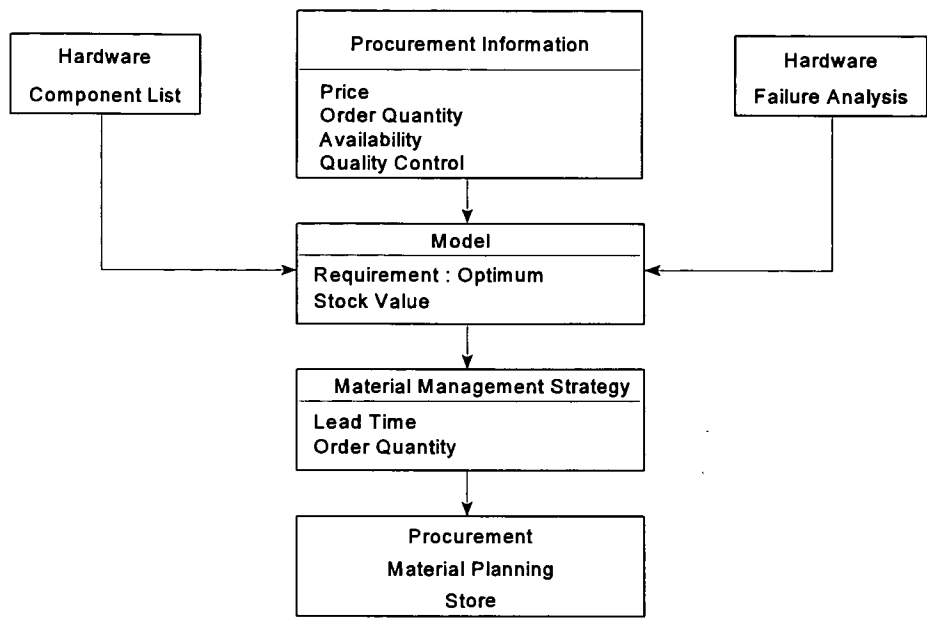 Hardware
Component List
Procurement Information
Price
Order Quantity
Availability
Quality Control
Hardware
Failure Analysis
Model
Requirement : Optimum
Stock Value
Material Management Strategy
Lead Time
Order Quantity
Procurement
Material Planning
Store